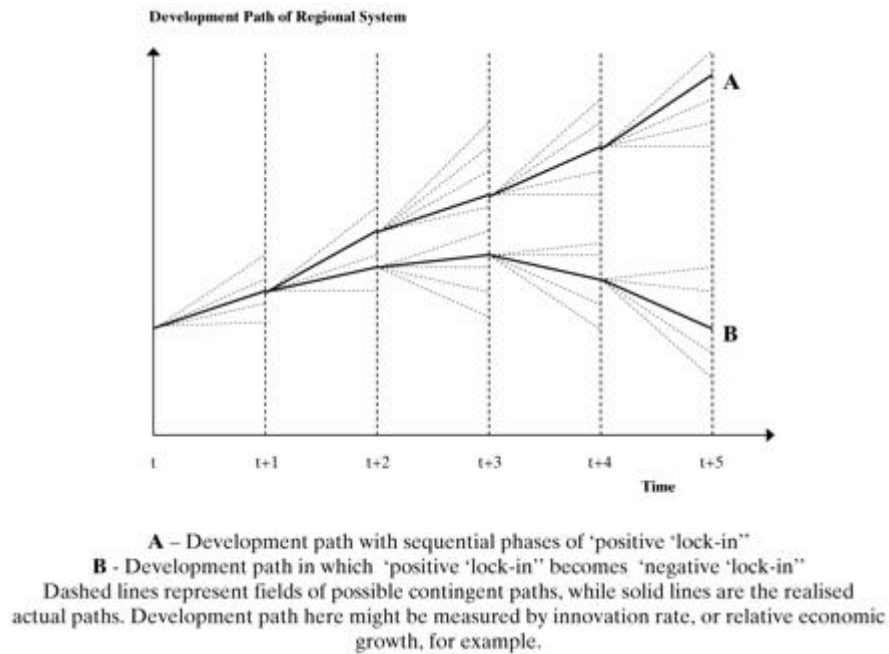 Development Path of Regional System
A
B
t
t+1
t+2
t+3
t+4
t+5
Time
A – Development path with sequential phases of 'positive 'lock-in''
B - Development path in which 'positive 'lock-in'' becomes 'negative 'lock-in''
Dashed lines represent fields of possible contingent paths, while solid lines are the realised
actual paths. Development path here might be measured by innovation rate, or relative economic
growth, for example.